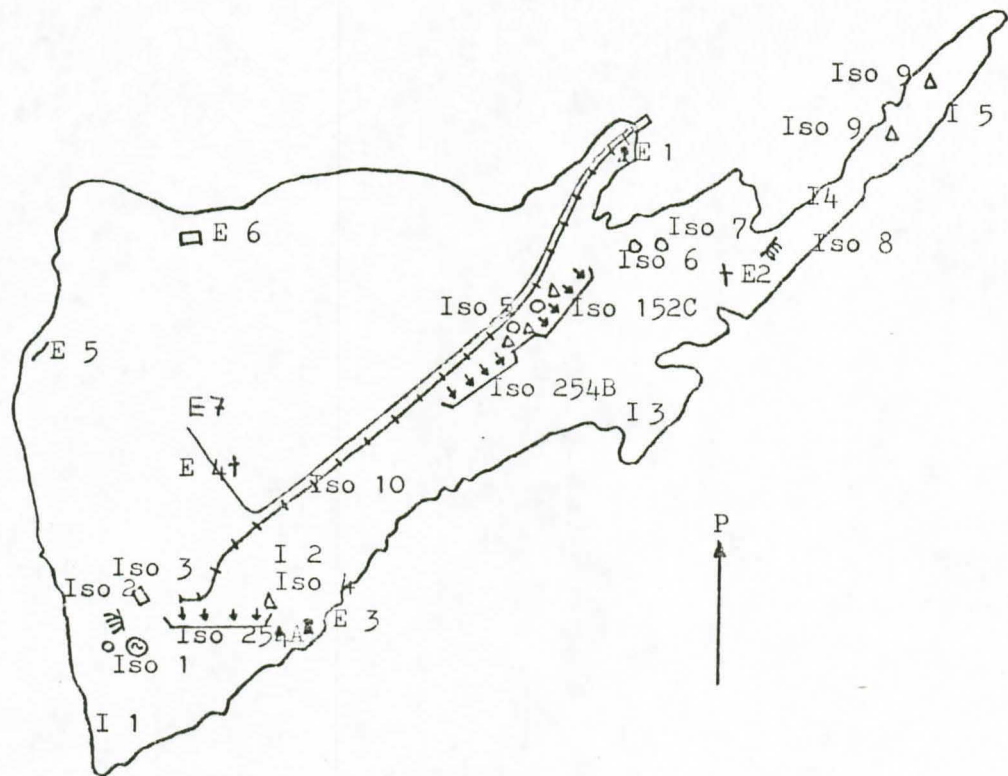 Iso 9
Iso 9
I 5
E 1
I4
Iso 7
Iso 8
E 6
Iso 6
E2
Iso 5
Iso 152C
E 5
Iso 254B
E7
I 3
E 4
Iso 10
P
I 2
Iso 3
Iso 4
Iso 2
E 3
Iso 254A
Iso 1
I 1